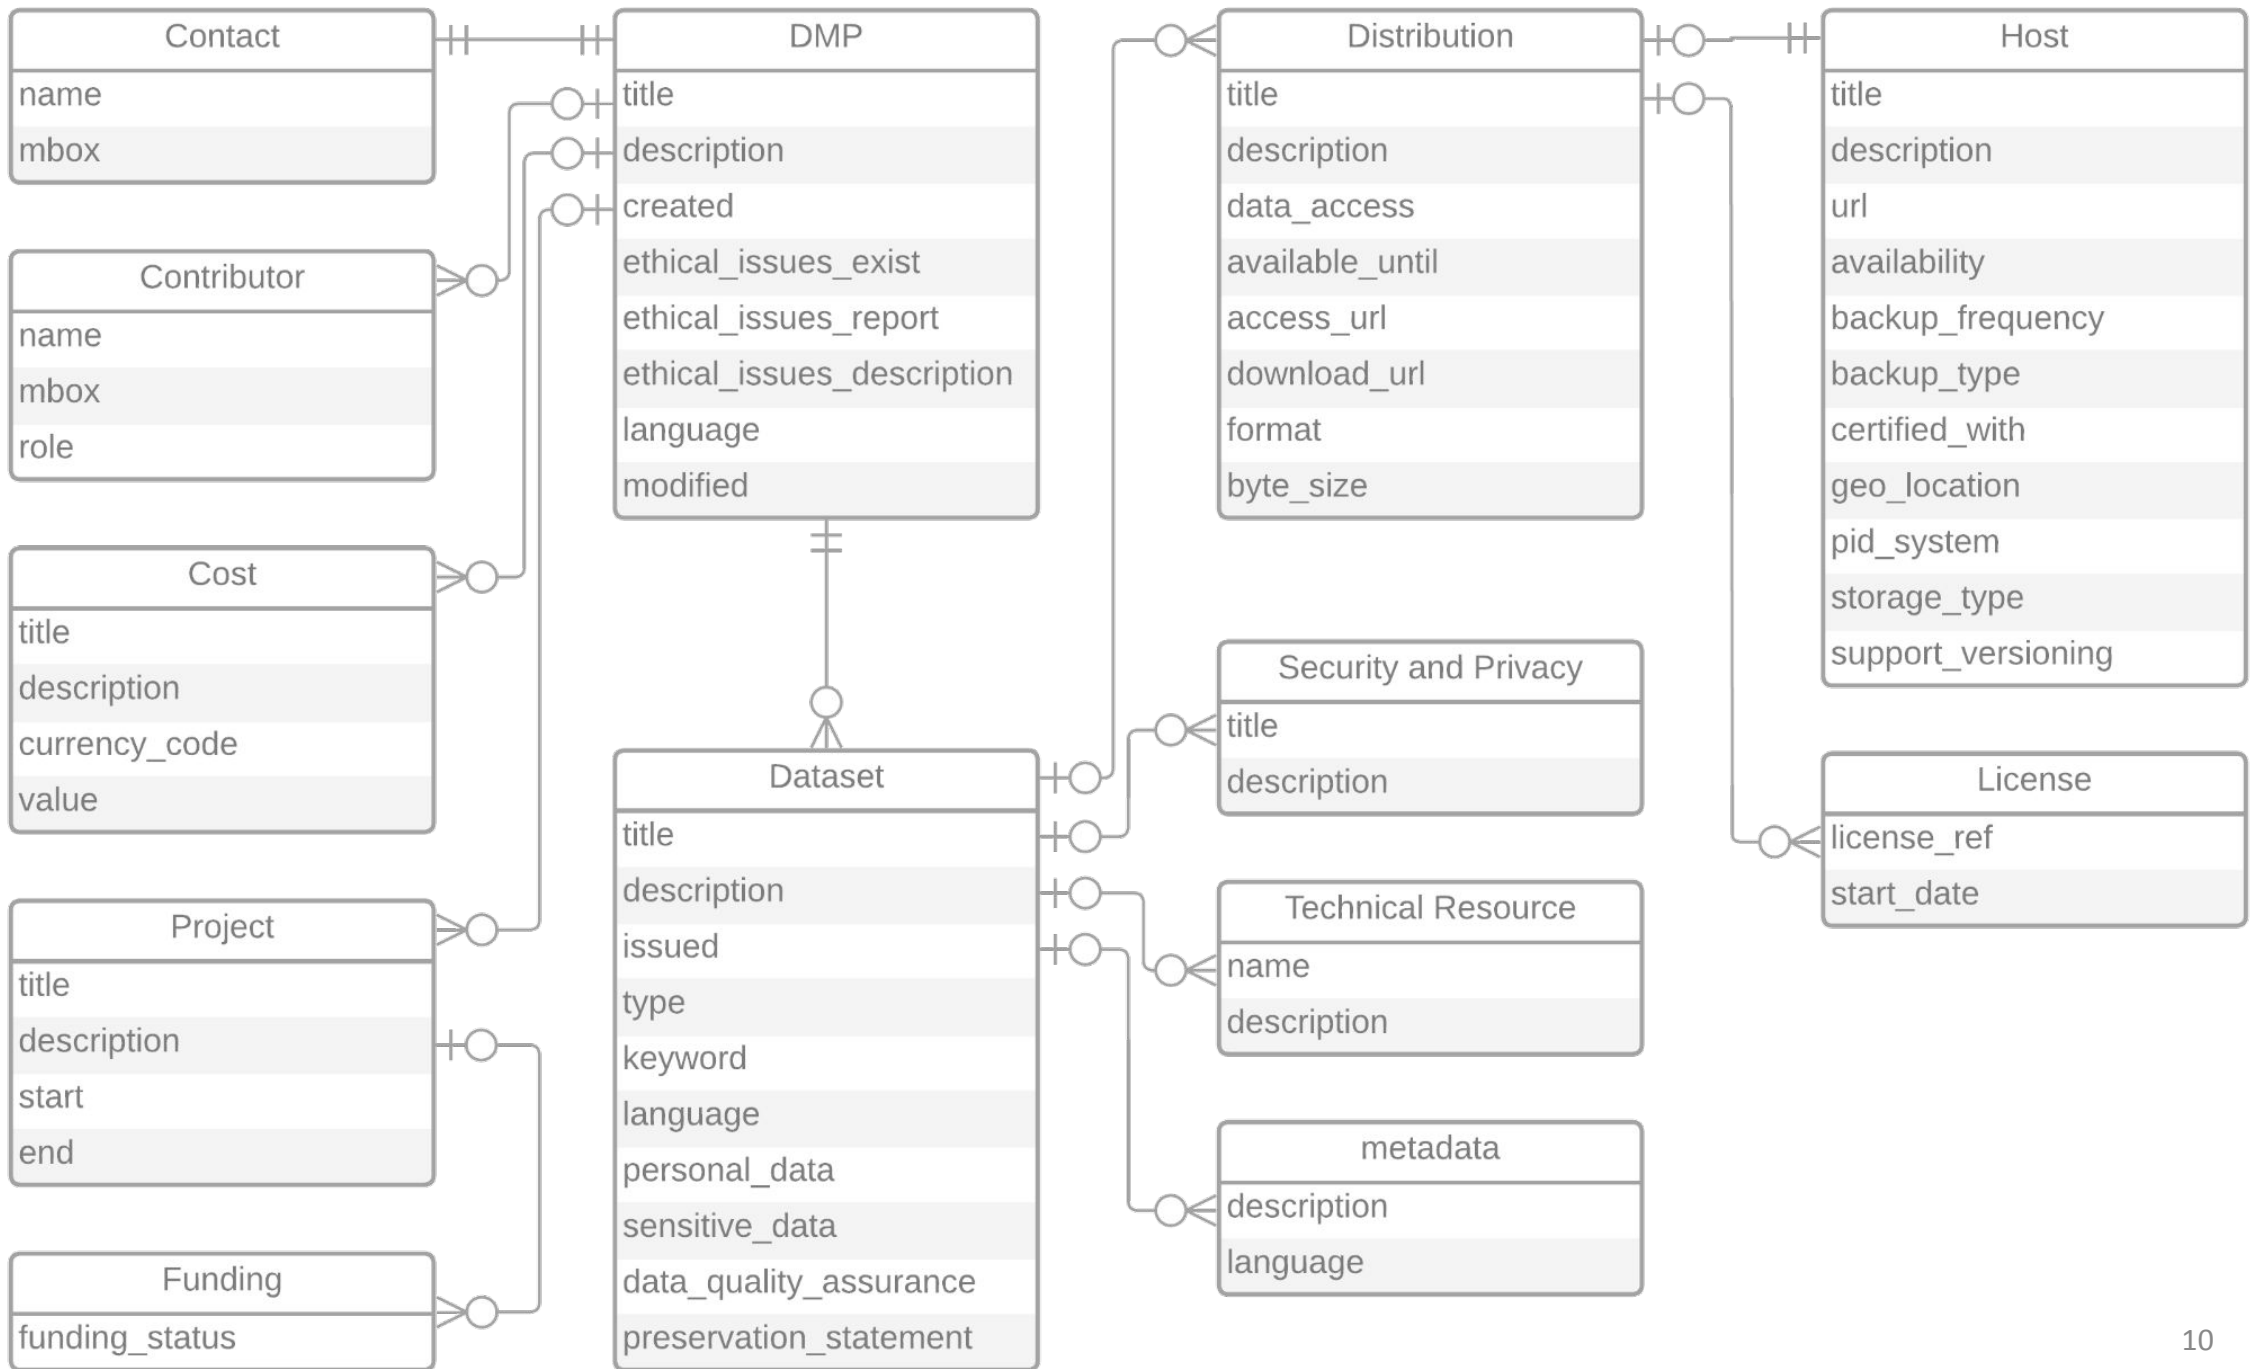 Contact
name
mbox
Contributor
name
mbox
role
Cost
title
description
currency_code
value
Project
title
description
start
end
Funding
funding_status
DMP
title
description
created
ethical_issues_exist
ethical_issues_report
ethical_issues_description
language
modified
Dataset
title
description
issued
type
keyword
language
personal_data
sensitive_data
data_quality_assurance
preservation_statement
Distribution
title
description
data_access
available_until
access_url
download_url
format
byte_size
Security and Privacy
title
description
Technical Resource
name
description
metadata
description
language
Host
title
description
url
availability
backup_frequency
backup_type
certified_with
geo_location
pid_system
storage_type
support_versioning
License
license_ref
start_date
10